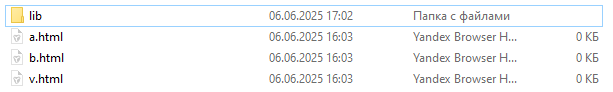 lib 06.06.2025 17:02 Папка с файлами
a.html 06.06.2025 16:03 Yandex Browser H... 0 КБ
b.html 06.06.2025 16:03 Yandex Browser H... 0 КБ
v.html 06.06.2025 16:03 Yandex Browser H... 0 КБ